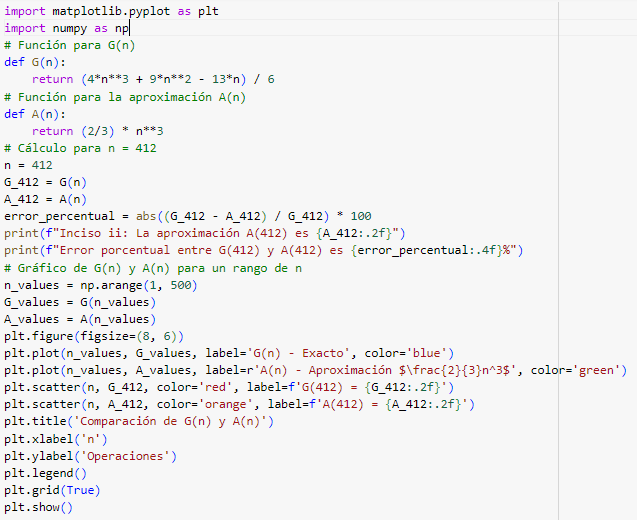 import matplotlib.pyplot as plt
import numpy as np
# Función para G(n)
def G(n):
    return (4*n**3 + 9*n**2 - 13*n) / 6
# Función para la aproximación A(n)
def A(n):
    return (2/3) * n**3
# Cálculo para n = 412
n = 412
G_412 = G(n)
A_412 = A(n)
error_percentual = abs((G_412 - A_412) / G_412) * 100
print(f"Inciso ii: La aproximación A(412) es {A_412:.2f}")
print(f"Error porcentual entre G(412) y A(412) es {error_percentual:.4f}%")
# Gráfico de G(n) y A(n) para un rango de n
n_values = np.arange(1, 500)
G_values = G(n_values)
A_values = A(n_values)
plt.figure(figsize=(8, 6))
plt.plot(n_values, G_values, label='G(n) - Exacto', color='blue')
plt.plot(n_values, A_values, label=r'A(n) - Aproximación $\frac{2}{3}n^3$', color='green')
plt.scatter(n, G_412, color='red', label=f'G(412) = {G_412:.2f}')
plt.scatter(n, A_412, color='orange', label=f'A(412) = {A_412:.2f}')
plt.title('Comparación de G(n) y A(n)')
plt.xlabel('n')
plt.ylabel('Operaciones')
plt.legend()
plt.grid(True)
plt.show()